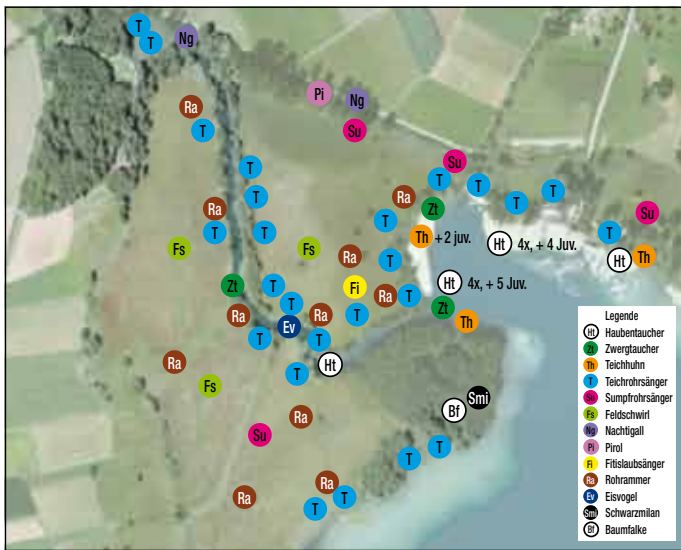 T
T
Ng
Pi
Ng
Ra
T
Su
Su
T
T
T
T
T
Ra
Zt
T
Su
Ra
T
T
T
Th + 2 juv.
Ht 4x, + 4 Juv.
T
Fs
Fs
Ra
T
Ht
Th
Zt
T
Fi
Ra
T
Ht 4x, + 5 Juv.
T
Ra
Ev
Ra
T
Zt
Th
T
T
Ra
T
Ht
Fs
Smi
Bf
Ra
Su
T
T
Ra
Ra
T
T
Legende
Ht Haubentaucher
Zt Zwergtaucher
Th Teichhuhn
T Teichrohrsänger
Su Sumpfrohrsänger
Fs Feldschwirl
Ng Nachtigall
Pi Pirol
Fi Fitislaubsänger
Ra Rohrammer
Ev Eisvogel
Smi Schwarzmilan
Bf Baumfalke